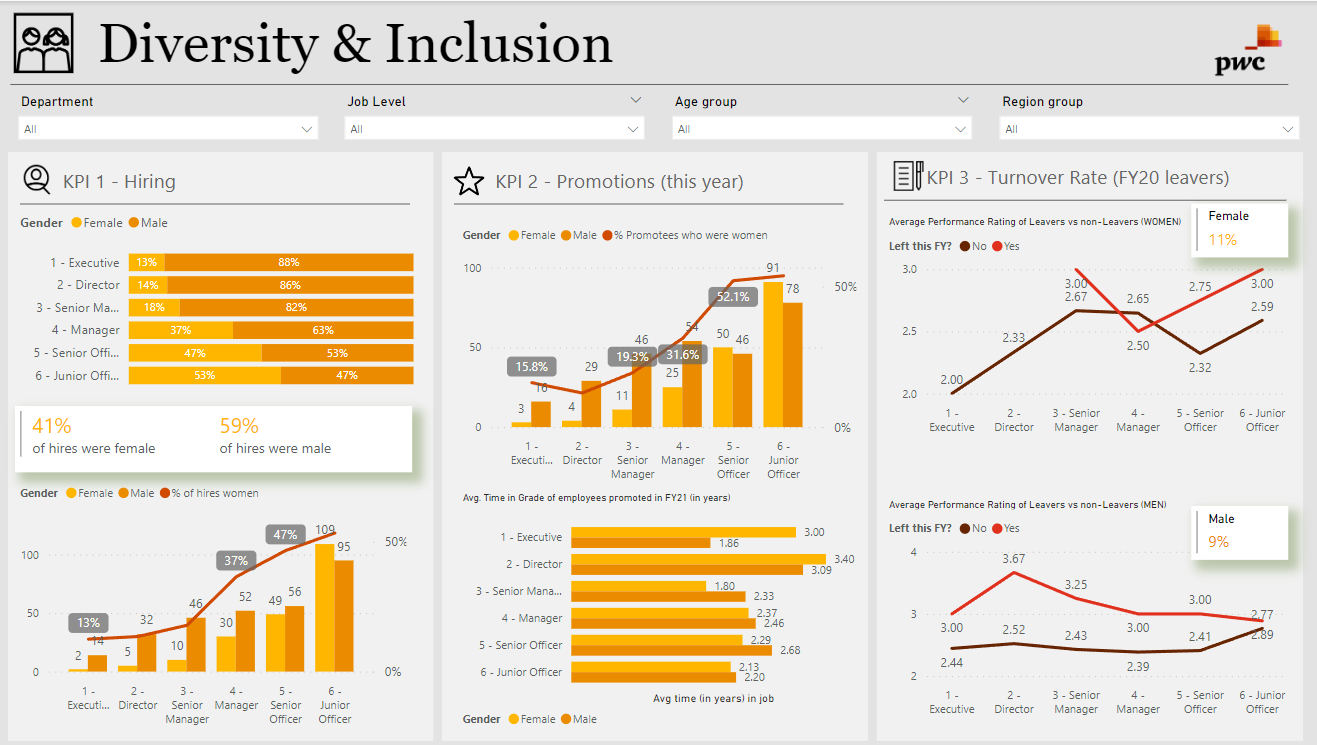 Diversity & Inclusion
pwc
Department
Job Level
Age group
Region group
All
All
All
All
KPI 1 - Hiring
Gender Female Male
1 - Executive 13% 88%
2 - Director 14% 86%
3 - Senior Ma... 18% 82%
4 - Manager 37% 63%
5 - Senior Offi... 47% 53%
6 - Junior Offi... 53% 47%
41% 59%
of hires were female of hires were male
Gender Female Male % of hires women
109
47% 95
50%
100
37%
49 56
46 52
50
13% 32 30
14 10
2 5
0 0%
1 - Executi... 2 - Director 3 - Senior Manager 4 - Manager 5 - Senior Officer 6 - Junior Officer
KPI 2 - Promotions (this year)
Gender Female Male % Promotees who were women
100 91
52.1% 78 50%
54
46 50 46
50
15.8% 29 19.3% 31.6%
16 25
3 4 11
0 0%
1 - Executi... 2 - Director 3 - Senior Manager 4 - Manager 5 - Senior Officer 6 - Junior Officer
Avg. Time in Grade of employees promoted in FY21 (in years)
1 - Executive 3.00
1.86
2 - Director 3.40
3.09
3 - Senior Mana... 1.80
2.33
4 - Manager 2.37
2.46
5 - Senior Officer 2.29
2.68
6 - Junior Officer 2.13
2.20
Avg time (in years) in job
Gender Female Male
KPI 3 - Turnover Rate (FY20 leavers)
Average Performance Rating of Leavers vs non-Leavers (WOMEN)
Female
11%
Left this FY? No Yes
3.0
3.00 2.75 3.00
2.67 2.65 2.59
2.5
2.33 2.50 2.32
2.00
2.0
1 - Executive 2 - Director 3 - Senior Manager 4 - Manager 5 - Senior Officer 6 - Junior Officer
Average Performance Rating of Leavers vs non-Leavers (MEN)
Male
9%
Left this FY? No Yes
4
3.67
3.25
3 3.00 2.77
3.00 2.52 2.43 3.00 2.41 2.89
2.44 2.39
2
1 - Executive 2 - Director 3 - Senior Manager 4 - Manager 5 - Senior Officer 6 - Junior Officer